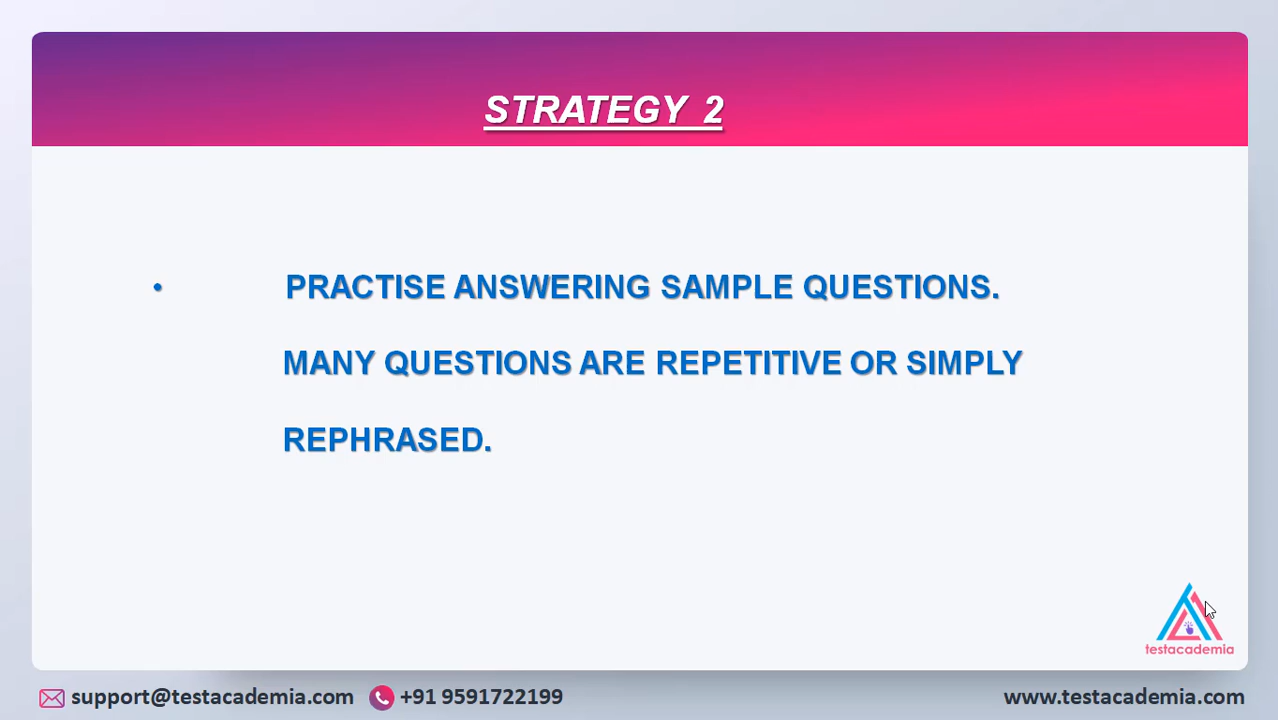 STRATEGY 2
• PRACTISE ANSWERING SAMPLE QUESTIONS.
MANY QUESTIONS ARE REPETITIVE OR SIMPLY
REPHRASED.
testacademia
support@testacademia.com +91 9591722199 www.testacademia.com